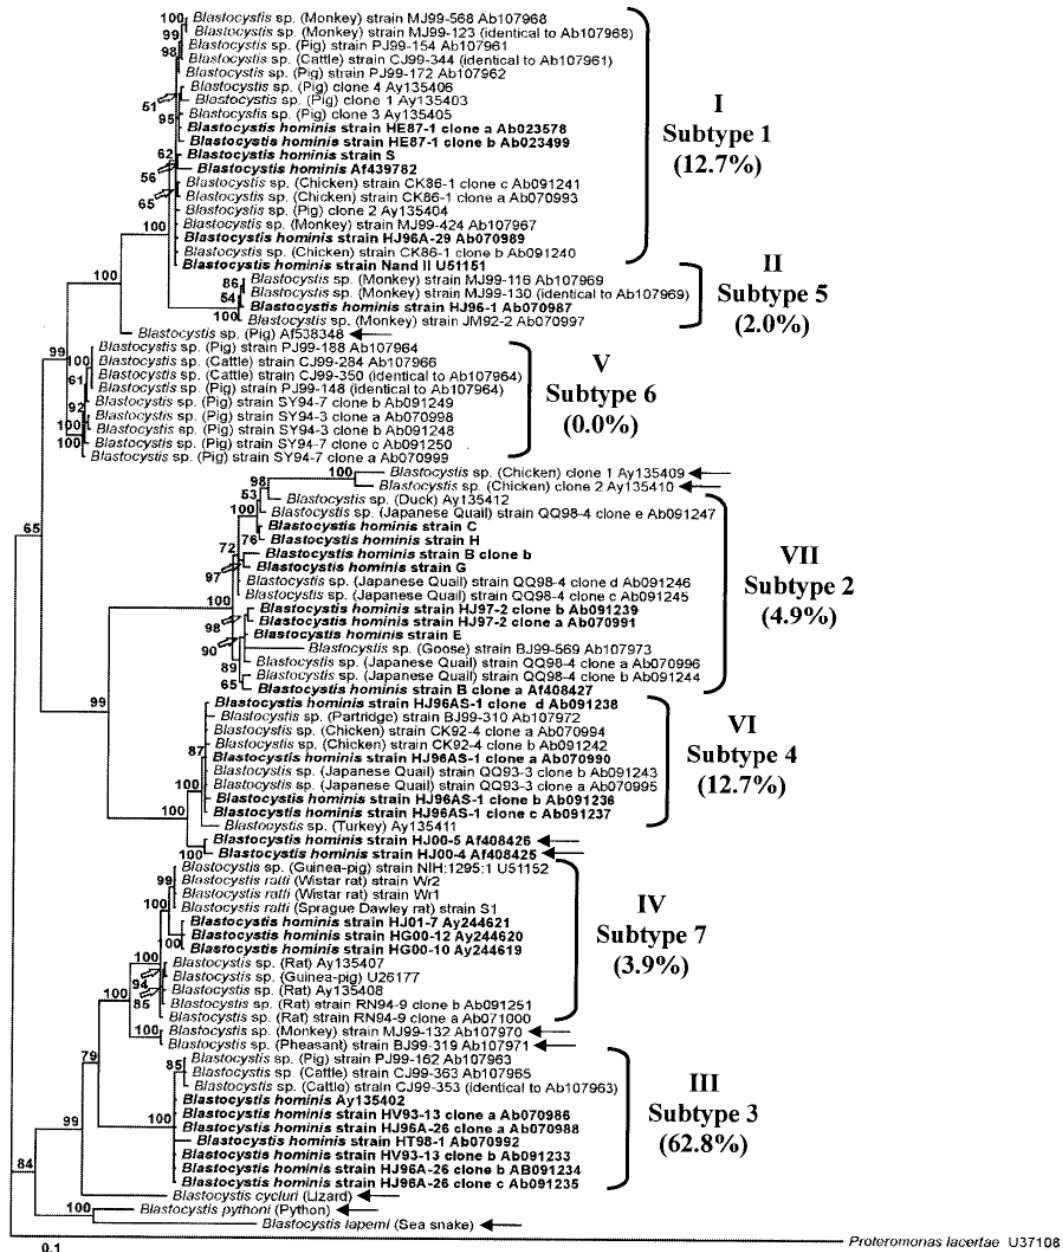 Blastocystis sp. (Monkey) strain MJ99-568 Ab107968
Blastocystis sp. (Monkey) strain MJ99-123 (identical to Ab107968)
Blastocystis sp. (Pig) strain PJ99-154 Ab107961
Blastocystis sp. (Cattle) strain CJ99-344 (identical to Ab107961)
Blastocystis sp. (Pig) strain PJ99-172 Ab107962
Blastocystis sp. (Pig) clone 4 Ay135406
Blastocystis sp. (Pig) clone 1 Ay135403
Blastocystis sp. (Pig) clone 3 Ay135405
Blastocystis hominis strain HE87-1 clone a Ab023578
Blastocystis hominis strain HE87-1 clone b Ab023499
Blastocystis hominis strain S
Blastocystis hominis Af439782
Blastocystis sp. (Chicken) strain CK86-1 clone c Ab091241
Blastocystis sp. (Chicken) strain CK86-1 clone a Ab070993
Blastocystis sp. (Pig) clone 2 Ay135404
Blastocystis sp. (Monkey) strain MJ99-424 Ab107967
Blastocystis hominis strain HJ96A-29 Ab070989
Blastocystis sp. (Chicken) strain CK86-1 clone b Ab091240
Blastocystis hominis strain Nand II U51151
100
99
98
51
95
62
56
65
100
I
Subtype 1
(12.7%)
Blastocystis sp. (Monkey) strain MJ99-116 Ab107969
Blastocystis sp. (Monkey) strain MJ99-130 (identical to Ab107969)
Blastocystis hominis strain HJ96-1 Ab070987
Blastocystis sp. (Monkey) strain JM92-2 Ab070997
86
54
100
II
Subtype 5
(2.0%)
100
Blastocystis sp. (Pig) Af538348
99
Blastocystis sp. (Pig) strain PJ99-188 Ab107964
Blastocystis sp. (Cattle) strain CJ99-284 Ab107966
Blastocystis sp. (Cattle) strain CJ99-350 (identical to Ab107964)
Blastocystis sp. (Pig) strain PJ99-148 (identical to Ab107964)
Blastocystis sp. (Pig) strain SY94-7 clone b Ab091249
Blastocystis sp. (Pig) strain SY94-3 clone a Ab070998
Blastocystis sp. (Pig) strain SY94-3 clone b Ab091248
Blastocystis sp. (Pig) strain SY94-7 clone c Ab091250
Blastocystis sp. (Pig) strain SY94-7 clone a Ab070999
100
61
92
100
100
V
Subtype 6
(0.0%)
65
Blastocystis sp. (Chicken) clone 1 Ay135409
Blastocystis sp. (Chicken) clone 2 Ay135410
Blastocystis sp. (Duck) Ay135412
Blastocystis sp. (Japanese Quail) strain QQ98-4 clone e Ab091247
Blastocystis hominis strain C
Blastocystis hominis strain H
Blastocystis hominis strain B clone b
Blastocystis hominis strain G
Blastocystis sp. (Japanese Quail) strain QQ98-4 clone d Ab091246
Blastocystis sp. (Japanese Quail) strain QQ98-4 clone c Ab091245
Blastocystis hominis strain HJ97-2 clone b Ab091239
Blastocystis hominis strain HJ97-2 clone a Ab070991
Blastocystis hominis strain E
Blastocystis sp. (Goose) strain BJ99-569 Ab107973
Blastocystis sp. (Japanese Quail) strain QQ98-4 clone a Ab070996
Blastocystis sp. (Japanese Quail) strain QQ98-4 clone b Ab091244
Blastocystis hominis strain B clone a Af408427
100
98
53
100
76
72
97
100
98
90
89
65
VII
Subtype 2
(4.9%)
99
Blastocystis hominis strain HJ96AS-1 clone d Ab091238
Blastocystis sp. (Partridge) strain BJ99-310 Ab107972
Blastocystis sp. (Chicken) strain CK92-4 clone a Ab070994
Blastocystis sp. (Chicken) strain CK92-4 clone b Ab091242
Blastocystis hominis strain HJ96AS-1 clone a Ab070990
Blastocystis sp. (Japanese Quail) strain QQ93-3 clone b Ab091243
Blastocystis sp. (Japanese Quail) strain QQ93-3 clone a Ab070995
Blastocystis hominis strain HJ96AS-1 clone b Ab091236
Blastocystis hominis strain HJ96AS-1 clone c Ab091237
Blastocystis sp. (Turkey) Ay135411
Blastocystis hominis strain HJ00-5 Af408426
Blastocystis hominis strain HJ00-4 Af408425
87
100
100
100
VI
Subtype 4
(12.7%)
Blastocystis sp. (Guinea-pig) strain NIH:1295:1 U51152
Blastocystis ratti (Wistar rat) strain Wr2
Blastocystis ratti (Wistar rat) strain Wr1
Blastocystis ratti (Sprague Dawley rat) strain S1
Blastocystis hominis strain HJ01-7 Ay244621
Blastocystis hominis strain HG00-12 Ay244620
Blastocystis hominis strain HG00-10 Ay244619
Blastocystis sp. (Rat) Ay135407
Blastocystis sp. (Guinea-pig) U26177
Blastocystis sp. (Rat) Ay135408
Blastocystis sp. (Rat) strain RN94-9 clone b Ab091251
Blastocystis sp. (Rat) strain RN94-9 clone a Ab071000
99
100
100
100
94
85
100
IV
Subtype 7
(3.9%)
Blastocystis sp. (Monkey) strain MJ99-132 Ab107970
Blastocystis sp. (Pheasant) strain BJ99-319 Ab107971
100
79
Blastocystis sp. (Pig) strain PJ99-162 Ab107963
Blastocystis sp. (Cattle) strain CJ99-363 Ab107965
Blastocystis sp. (Cattle) strain CJ99-353 (identical to Ab107963)
Blastocystis hominis Ay135402
Blastocystis hominis strain HV93-13 clone a Ab070986
Blastocystis hominis strain HJ96A-26 clone a Ab070988
Blastocystis hominis strain HT98-1 Ab070992
Blastocystis hominis strain HV93-13 clone b Ab091233
Blastocystis hominis strain HJ96A-26 clone b AB091234
Blastocystis hominis strain HJ96A-26 clone c Ab091235
85
100
III
Subtype 3
(62.8%)
99
84
Blastocystis cycluri (Lizard)
100
Blastocystis pythoni (Python)
Blastocystis lapemi (Sea snake)
Proteromonas lacertae U37108
0.1